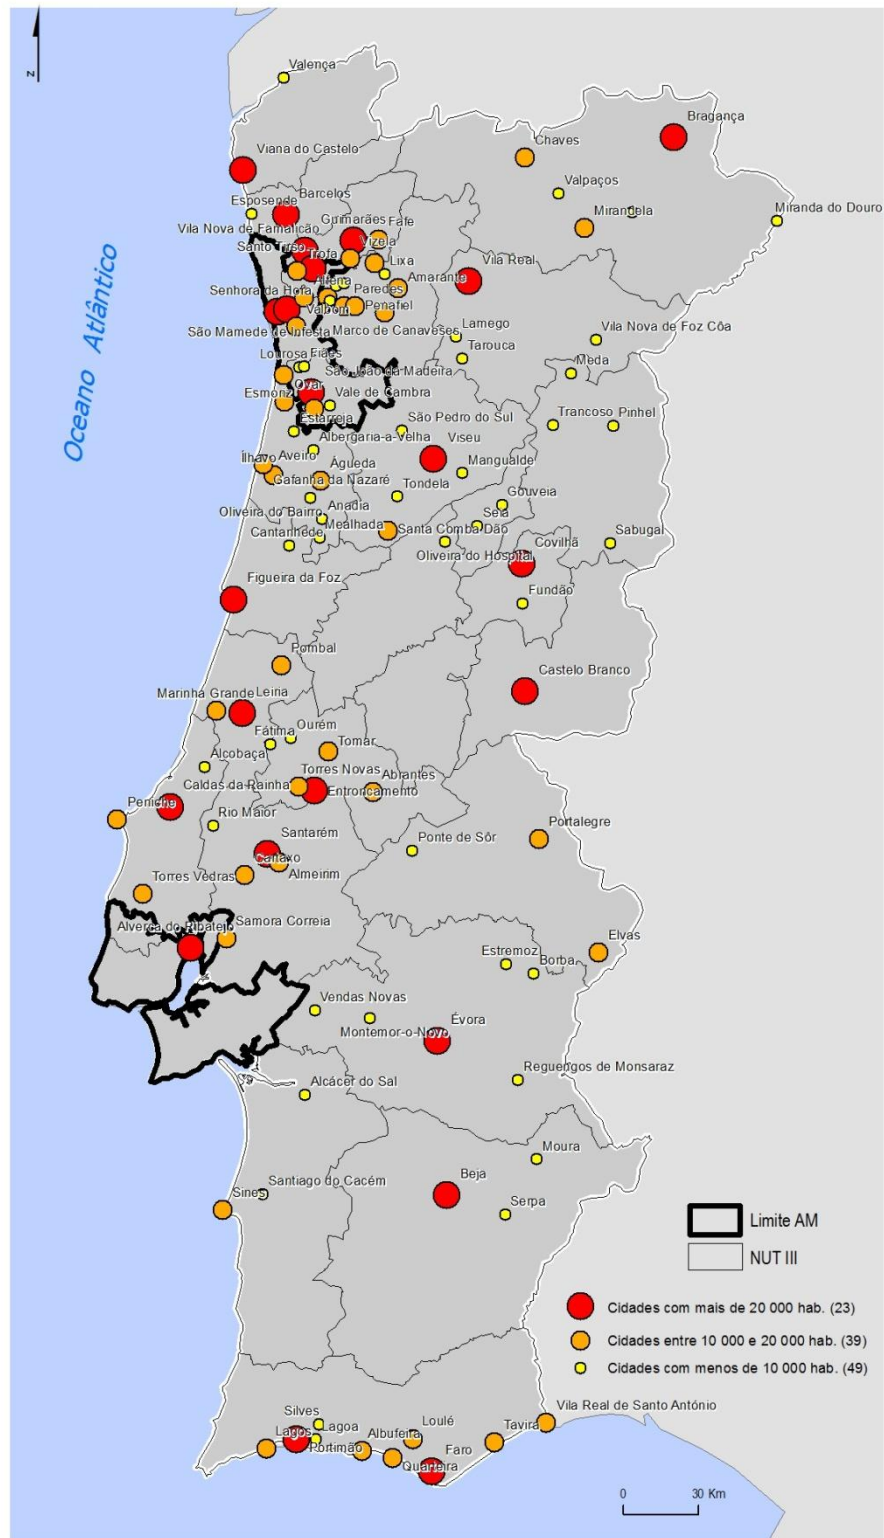 N
Valença
Bragança
Chaves
Viana do Castelo
Valpaços
Barcelos
Esposende
Mirandela
Miranda do Douro
Guimarães
Fafe
Vila Nova de Famalicão
Vizela
Santo Tirso
Trofa
Lixa
Vila Real
Alfena
Paredes
Amarante
Senhora da Hora
Penafiel
Valbom
São Mamede de Infesta
Marco de Canaveses
Lamego
Vila Nova de Foz Côa
Tarouca
Lourosa
Fiães
Meda
São João da Madeira
Ovar
Esmoriz
Vale de Cambra
Estarreja
São Pedro do Sul
Trancoso
Pinhel
Albergaria-a-Velha
Viseu
Ílhavo
Aveiro
Águeda
Mangualde
Gafanha da Nazaré
Tondela
Gouveia
Oliveira do Bairro
Anadia
Seia
Mealhada
Santa Comba Dão
Cantanhede
Sabugal
Oliveira do Hospital
Covilhã
Figueira da Foz
Fundão
Pombal
Castelo Branco
Marinha Grande
Leiria
Fátima
Ourém
Tomar
Alcobaça
Torres Novas
Caldas da Rainha
Abrantes
Entroncamento
Peniche
Rio Maior
Portalegre
Santarém
Ponte de Sôr
Cartaxo
Almeirim
Torres Vedras
Samora Correia
Alverca do Ribatejo
Elvas
Estremoz
Borba
Vendas Novas
Évora
Montemor-o-Novo
Reguengos de Monsaraz
Alcácer do Sal
Moura
Beja
Santiago do Cacém
Sines
Serpa
Silves
Lagoa
Lagos
Portimão
Albufeira
Loulé
Quarteira
Faro
Tavira
Vila Real de Santo António
Oceano Atlântico
Limite AM
NUT III
Cidades com mais de 20 000 hab. (23)
Cidades entre 10 000 e 20 000 hab. (39)
Cidades com menos de 10 000 hab. (49)
0 30 Km